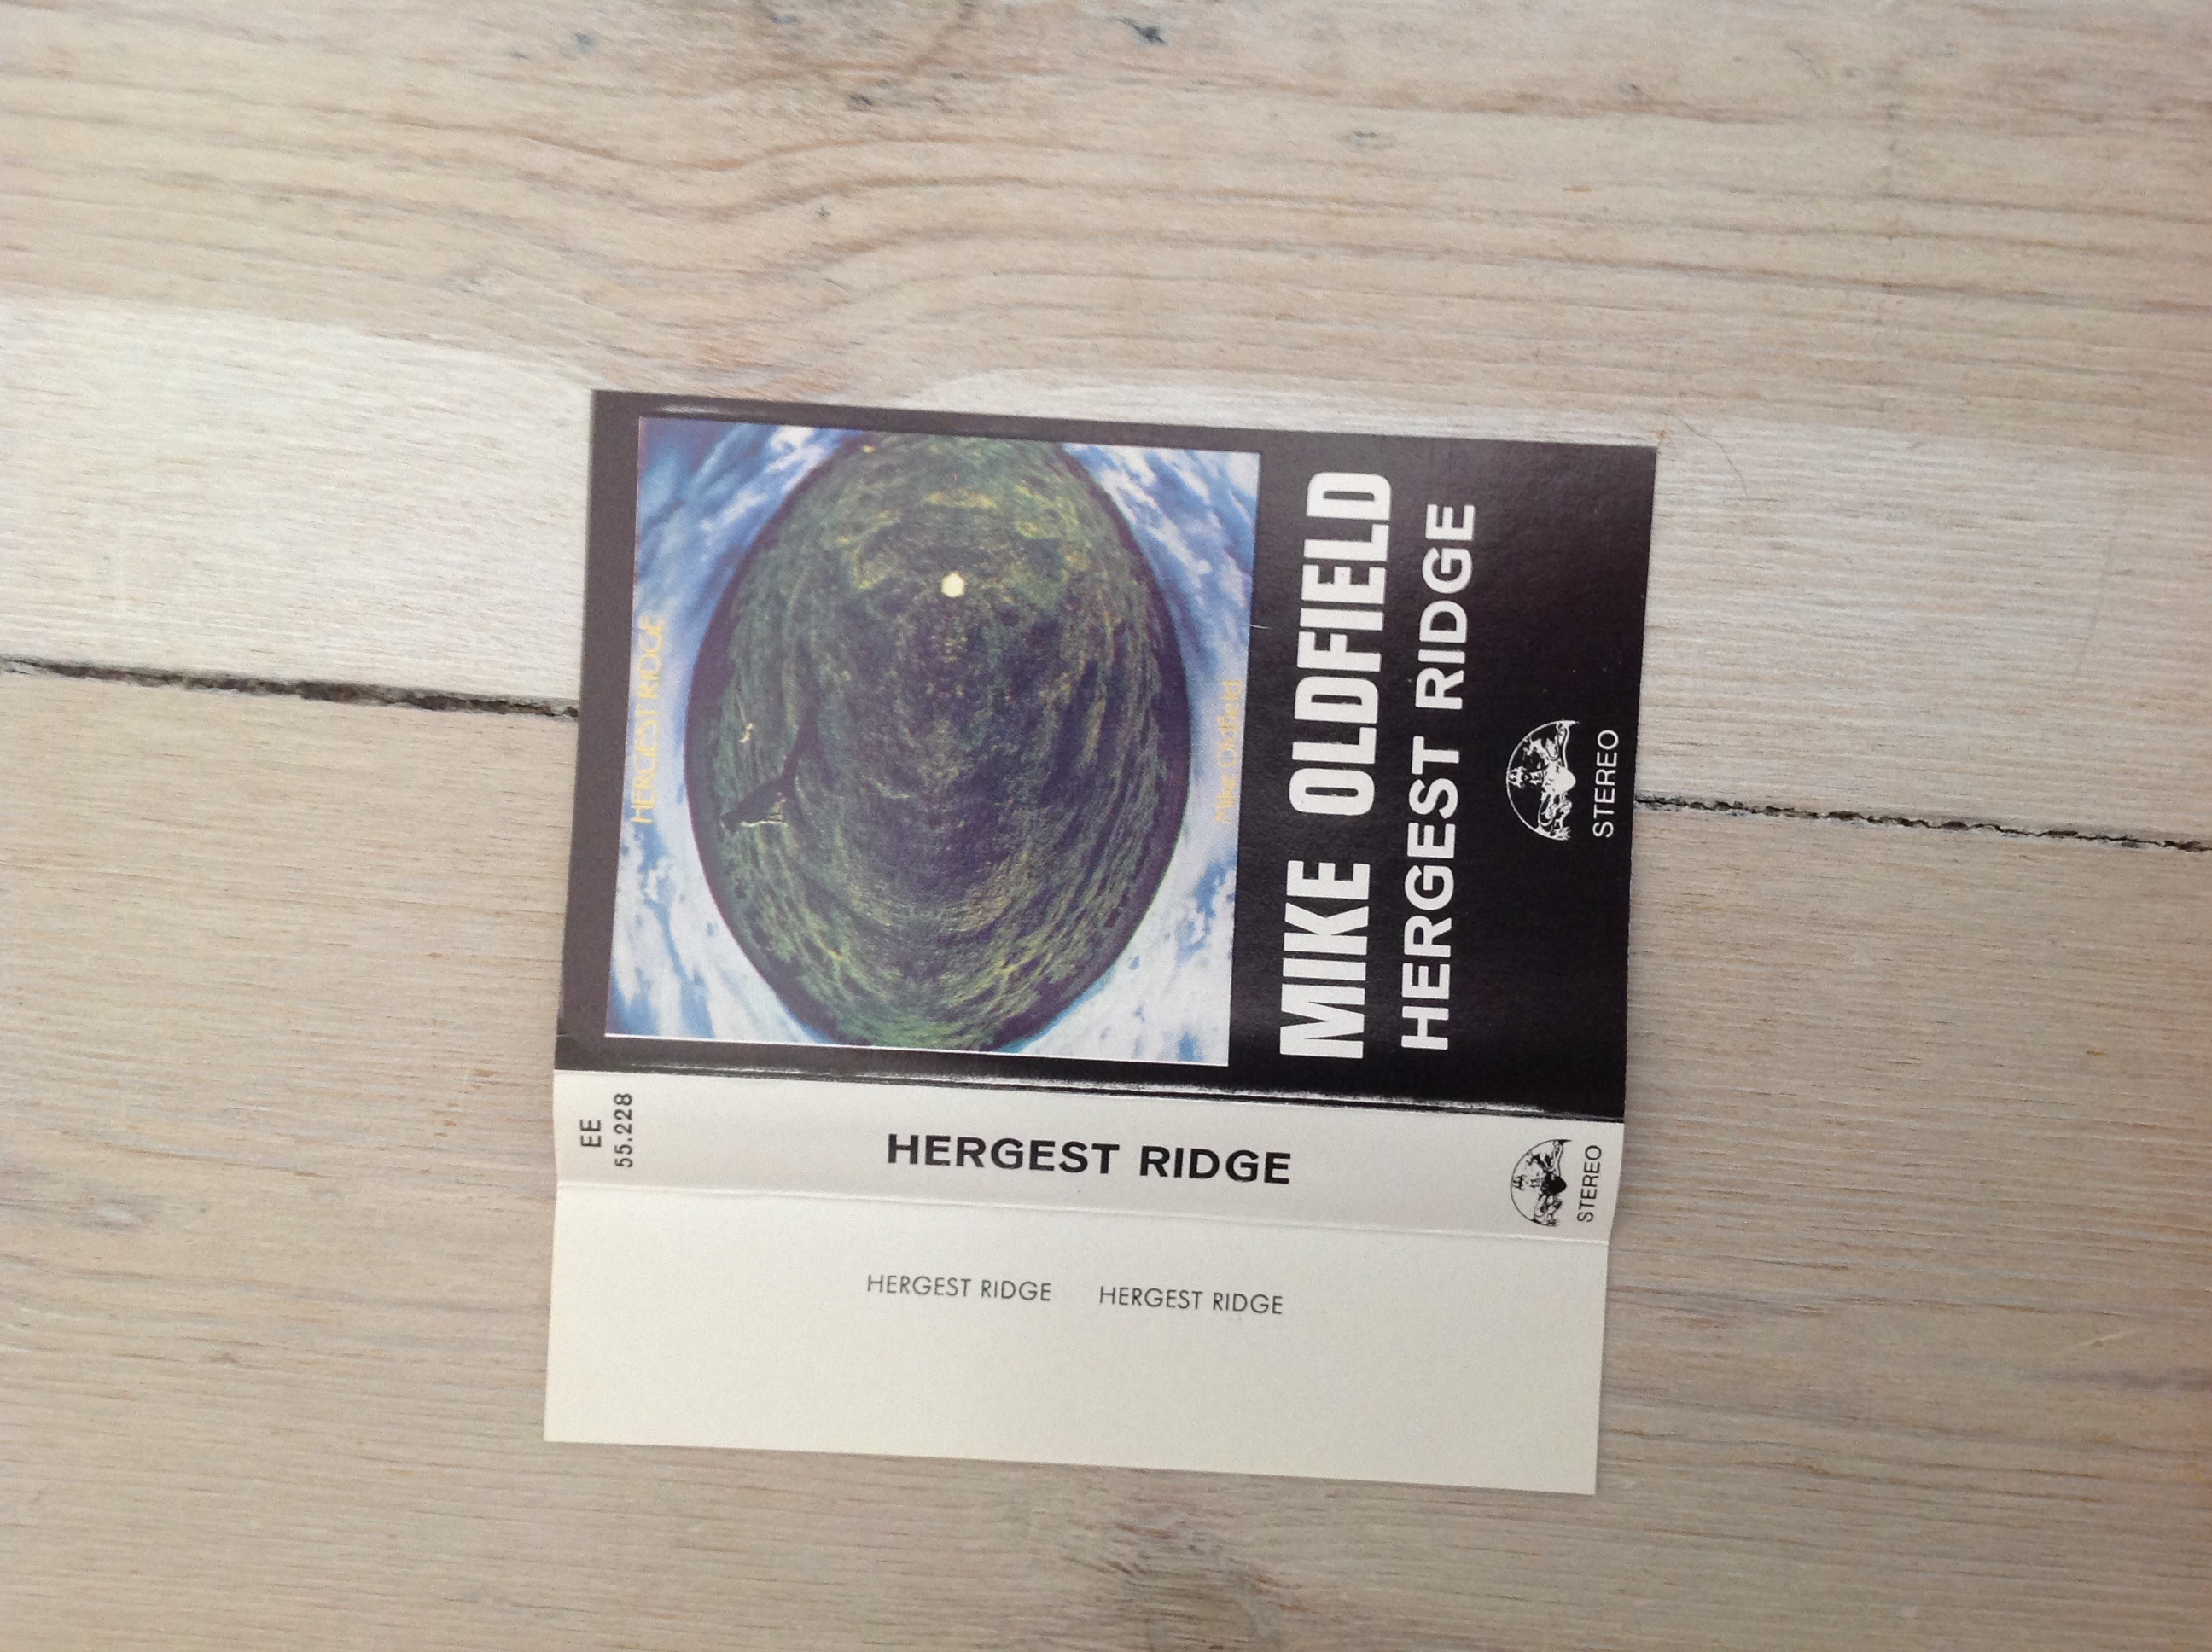 HERGEST RIDGE
Mike Oldfield
MIKE OLDFIELD
HERGEST RIDGE
STEREO
EE
55.228
HERGEST RIDGE
STEREO
HERGEST RIDGE HERGEST RIDGE